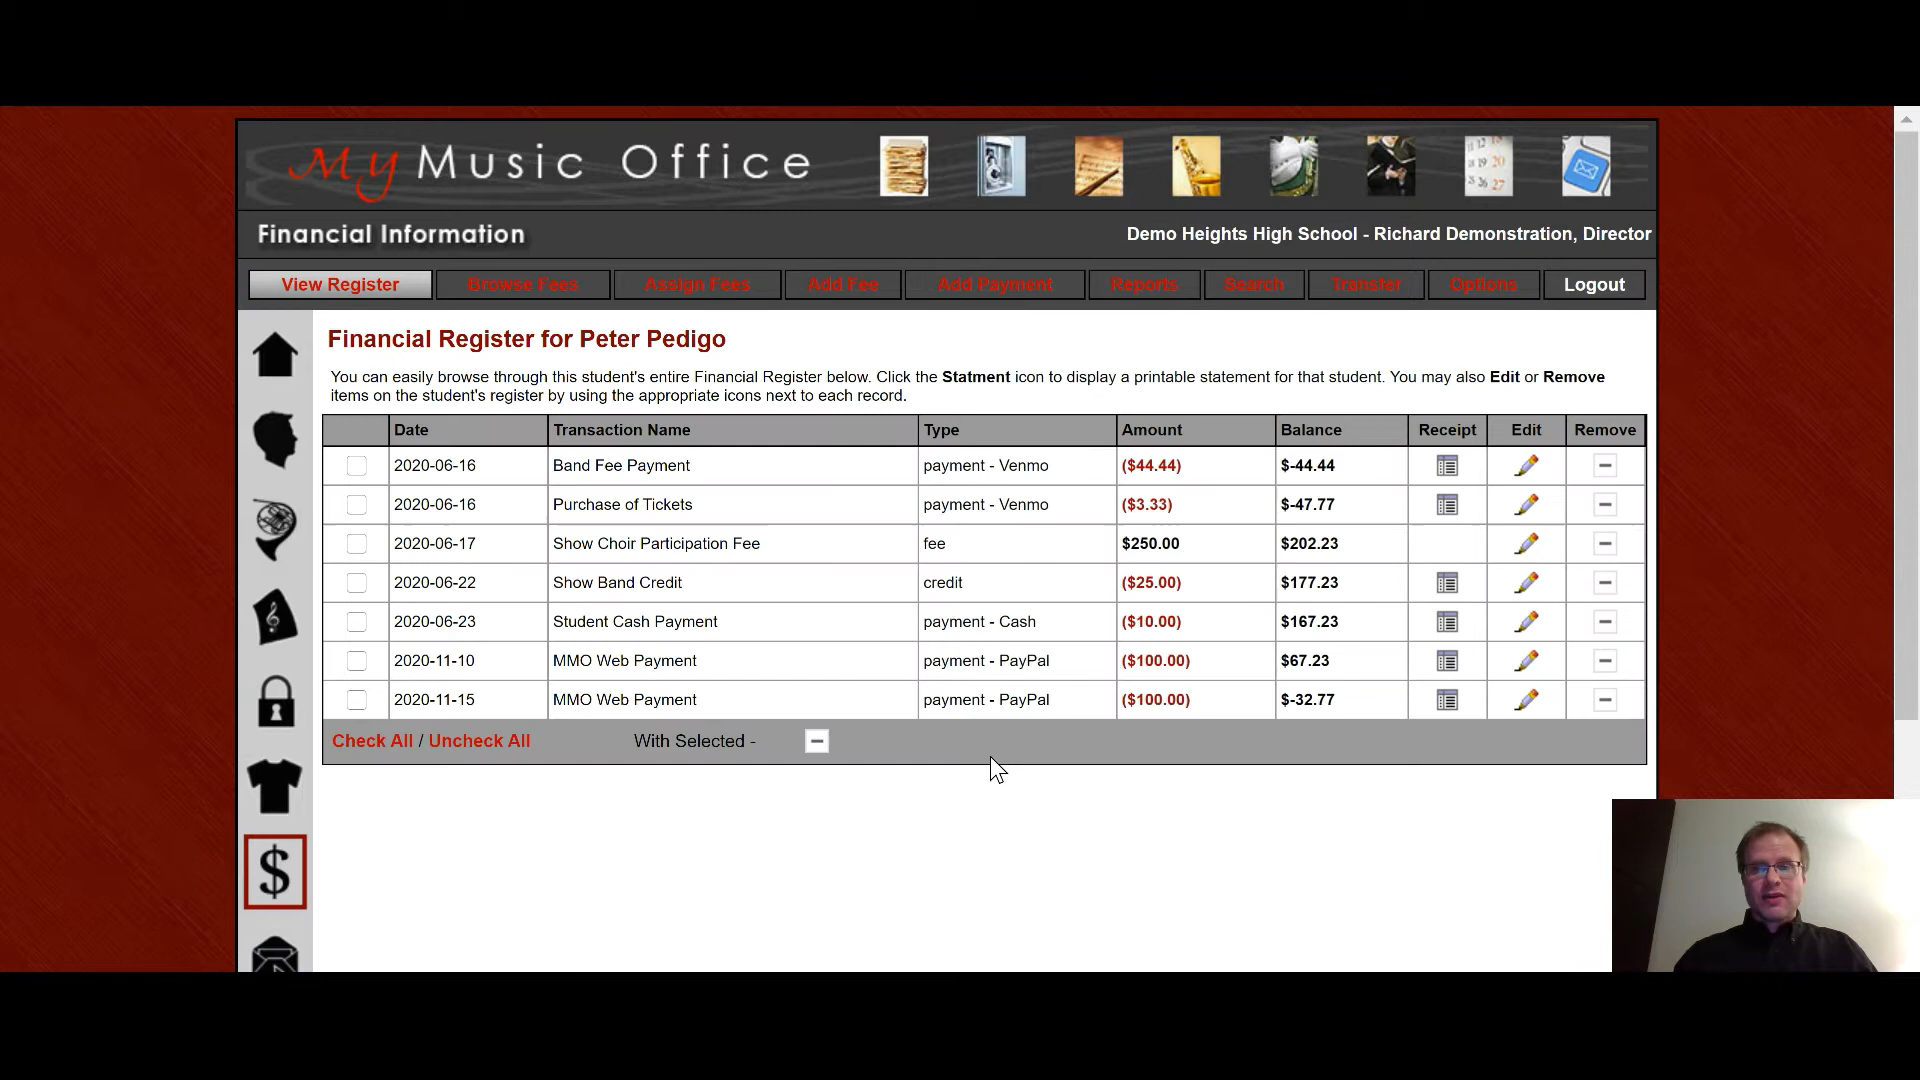 My Music Office
Financial Information
Demo Heights High School - Richard Demonstration, Director
View Register Browse Fees Assign Fees Add Fee Add Payment Reports Search Transfer Options Logout
Financial Register for Peter Pedigo
You can easily browse through this student's entire Financial Register below. Click the Statment icon to display a printable statement for that student. You may also Edit or Remove
items on the student's register by using the appropriate icons next to each record.
Date Transaction Name Type Amount Balance Receipt Edit Remove
2020-06-16 Band Fee Payment payment - Venmo ($44.44) $-44.44
2020-06-16 Purchase of Tickets payment - Venmo ($3.33) $-47.77
2020-06-17 Show Choir Participation Fee fee $250.00 $202.23
2020-06-22 Show Band Credit credit ($25.00) $177.23
2020-06-23 Student Cash Payment payment - Cash ($10.00) $167.23
2020-11-10 MMO Web Payment payment - PayPal ($100.00) $67.23
2020-11-15 MMO Web Payment payment - PayPal ($100.00) $-32.77
Check All / Uncheck All With Selected -